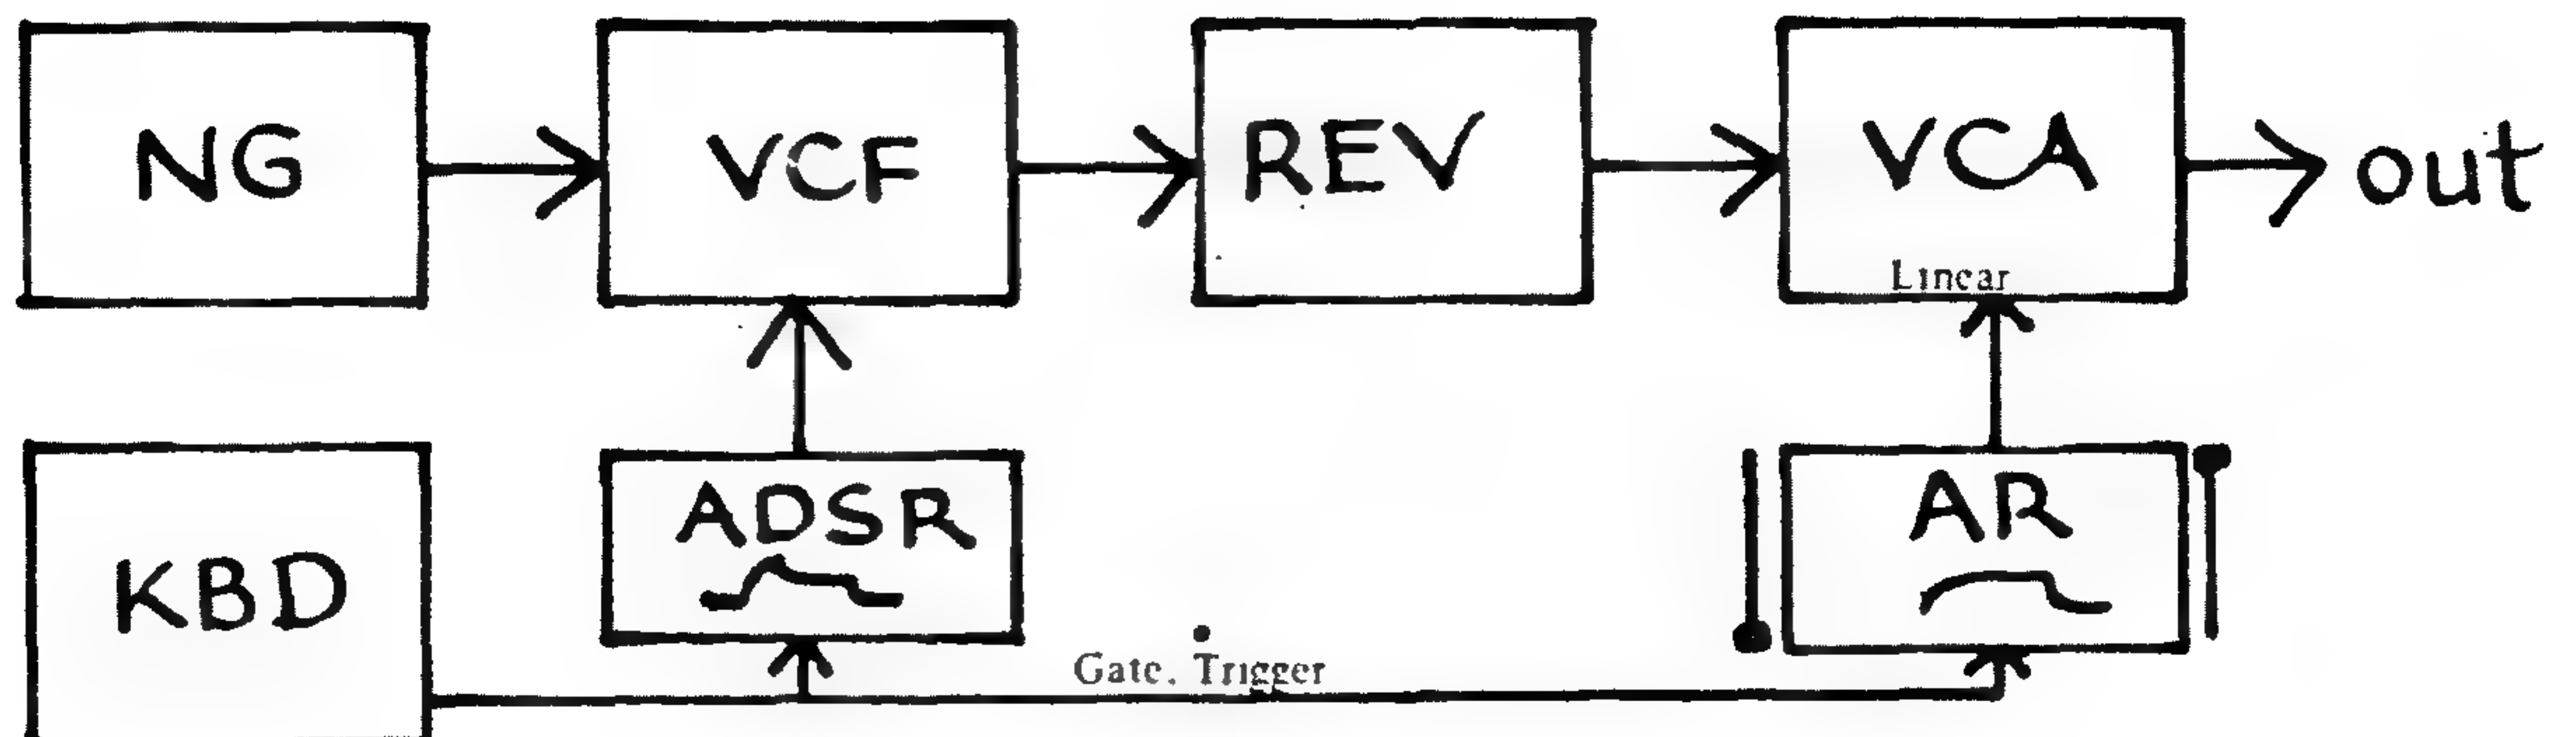 NG
VCF
REV
VCA
out
Linear
KBD
ADSR
AR
Gate, Trigger